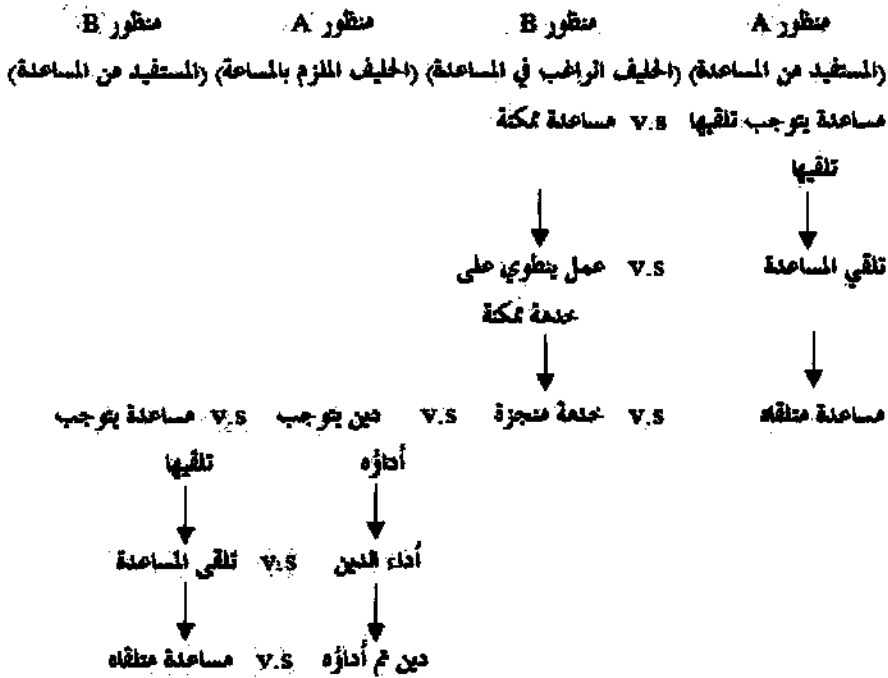 منظور A منظور B منظور A منظور B
(المستفيد من المساعدة) (الحليف الراغب في المساعدة) (الحليف الملزم بالمساعة) (المستفيد من المساعدة)
مساعدة يتوجب تلقيها v.s مساعدة ممكنة
تلقيها
تلقي المساعدة v.s عمل ينطوي على
خدمة ممكنة
مساعدة متلقاه v.s خدمة منجزة v.s دين يتوجب v.s مساعدة يتوجب
أداؤه تلقيها
أداء الدين v.s تلقى المساعدة
دين تم أداؤه v.s مساعدة متلقاه